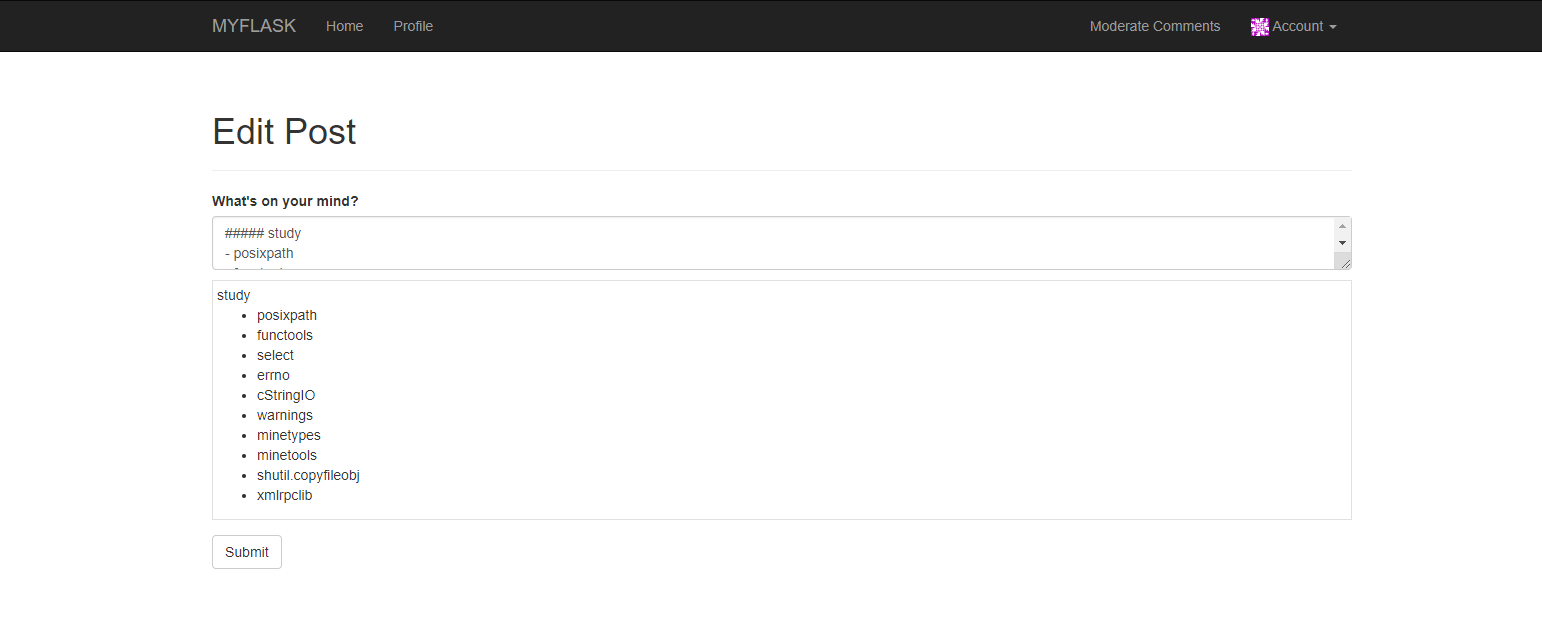 MYFLASK Home Profile Moderate Comments Account
Edit Post
What's on your mind?
##### study
- posixpath
study
posixpath
functools
select
errno
cStringIO
warnings
minetypes
minetools
shutil.copyfileobj
xmlrpclib
Submit